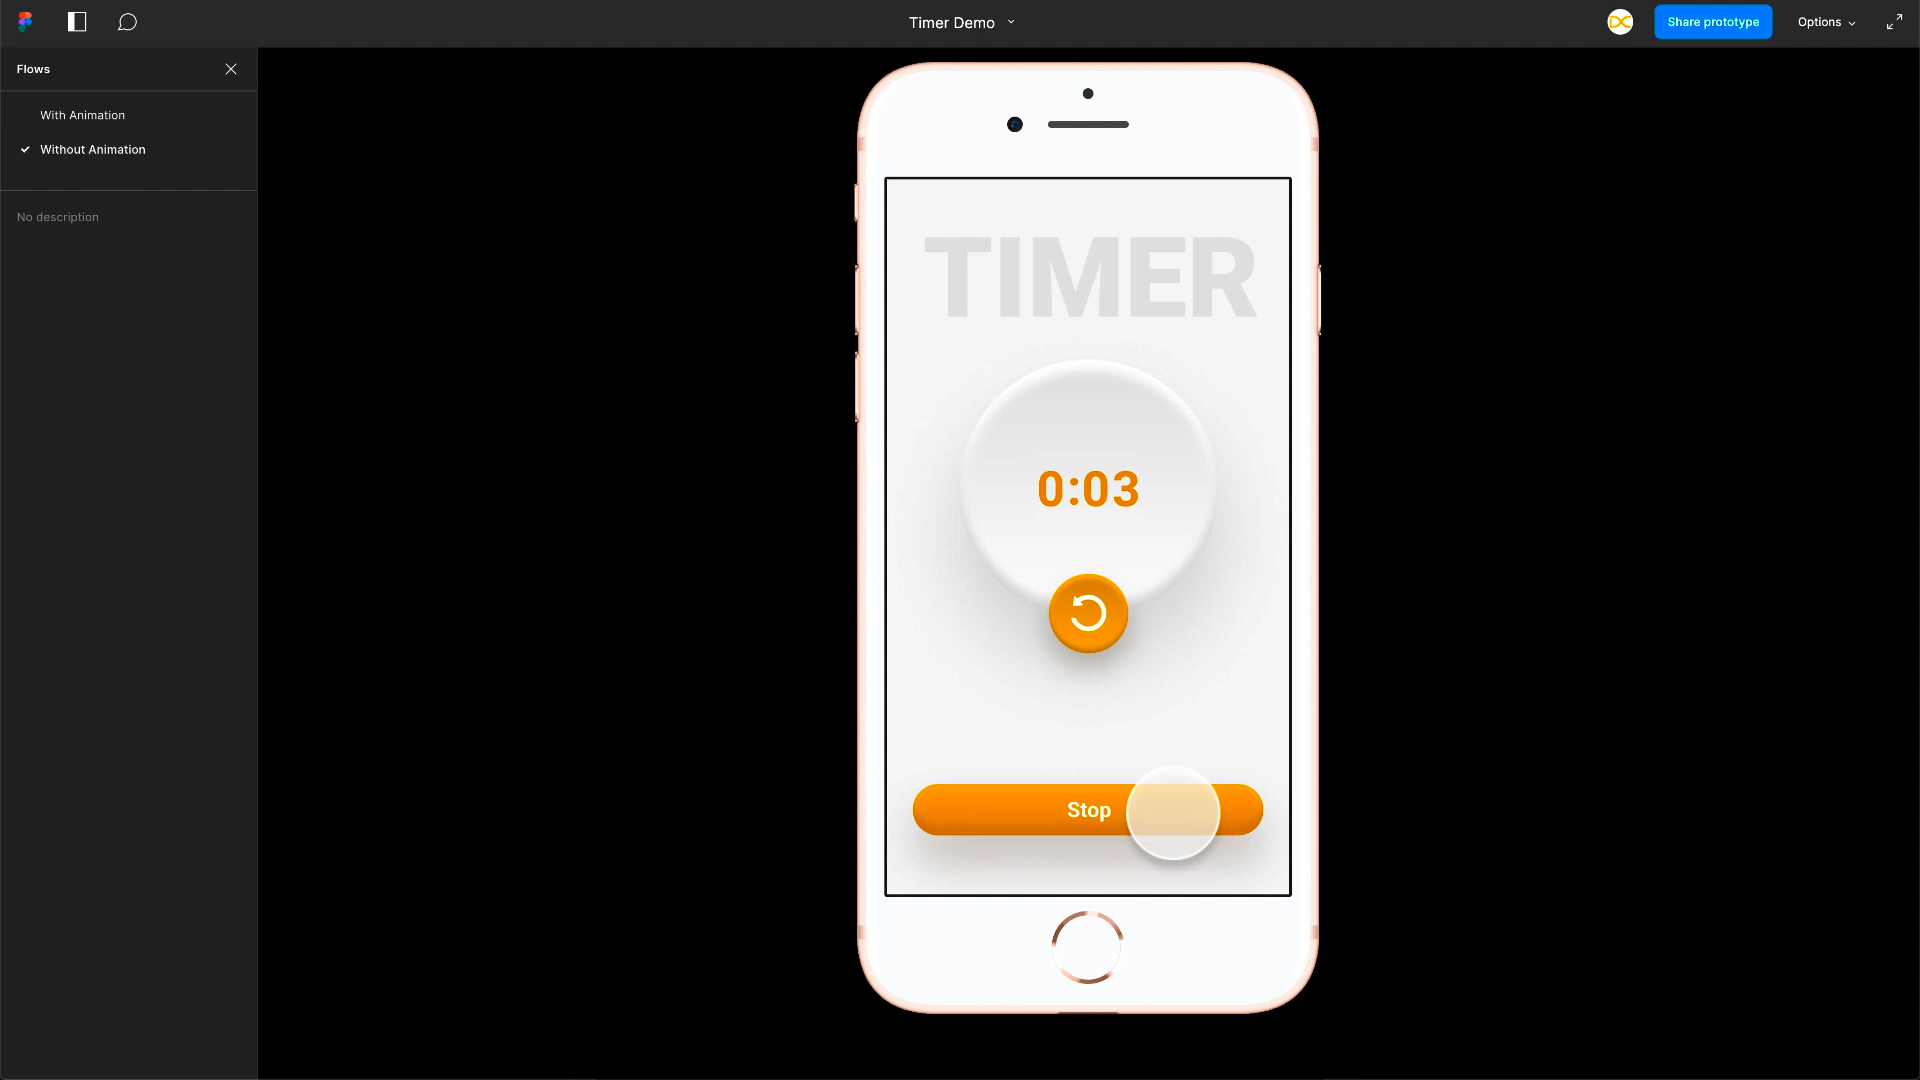 Timer Demo
Share prototype
Options
Flows
With Animation
Without Animation
No description
TIMER
0:03
Stop